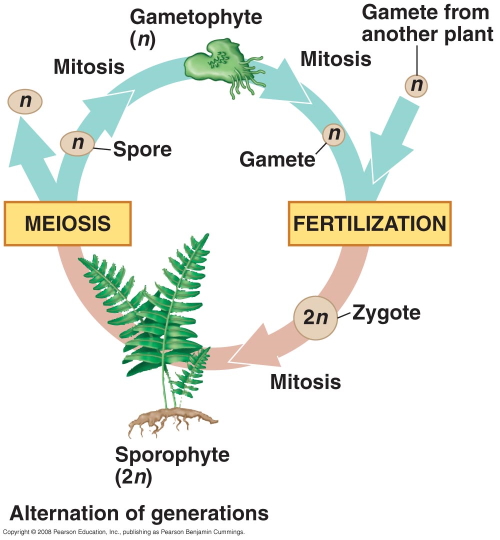 Gametophyte
(n)
Gamete from
another plant
Mitosis
Mitosis
n
n
n
Spore
n
Gamete
MEIOSIS
FERTILIZATION
2n
Zygote
Mitosis
Sporophyte
(2n)
Alternation of generations
Copyright © 2008 Pearson Education, Inc., publishing as Pearson Benjamin Cummings.